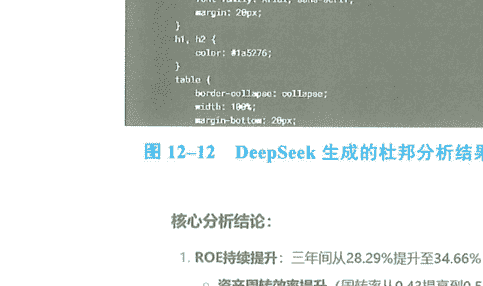 margin: 20px;
}
h1, h2 {
color: #1a5276;
}
table {
border-collapse: collapse;
width: 100%;
margin-bottom: 20px;
图 12–12 DeepSeek 生成的杜邦分析结果
核心分析结论：
1. ROE持续提升：三年间从28.29%提升至34.66%